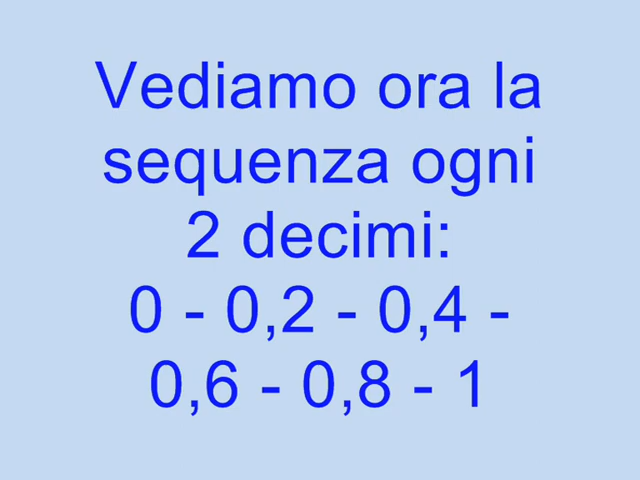 Vediamo ora la
sequenza ogni
2 decimi:
0 - 0,2 - 0,4 -
0,6 - 0,8 - 1